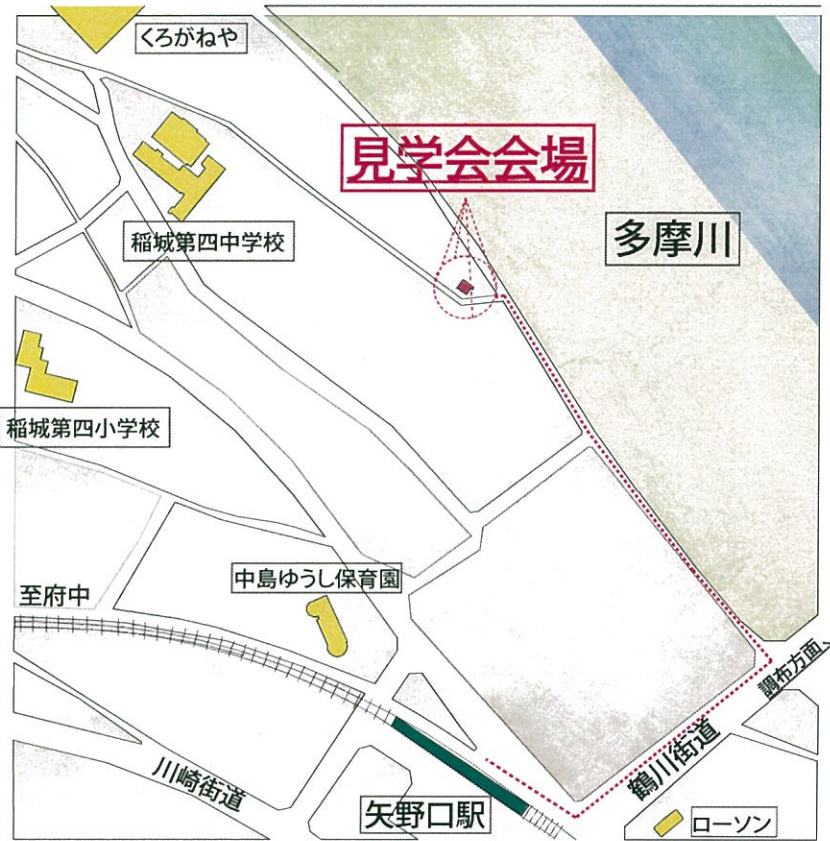 くろがねや
見学会会場
稲城第四中学校
多摩川
稲城第四小学校
中島ゆうし保育園
至府中
調布方面
鶴川街道
川崎街道
矢野口駅
ローソン